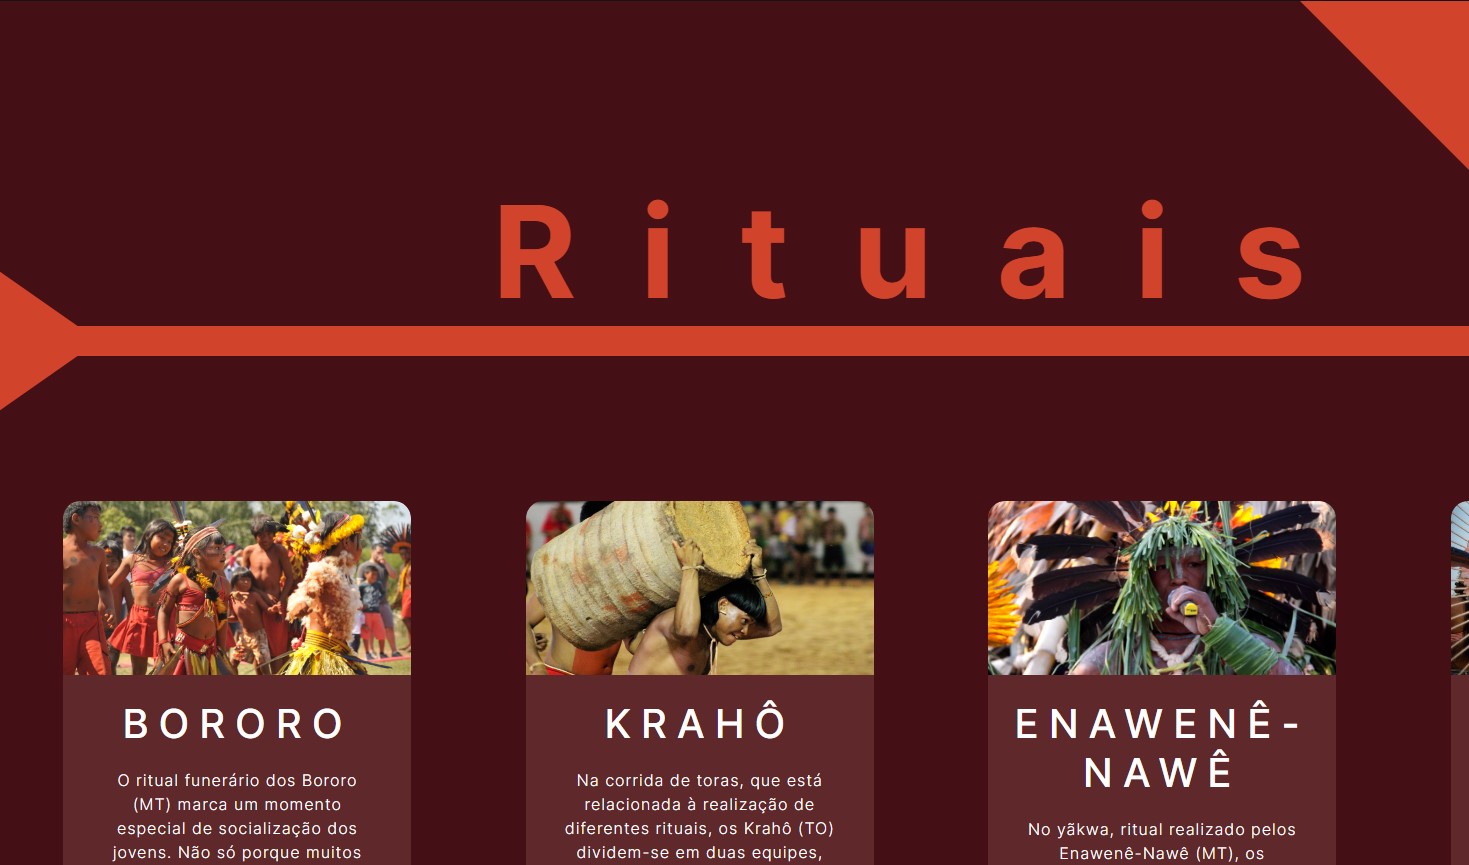 Rituais
BORORO
O ritual funerário dos Bororo
(MT) marca um momento
especial de socialização dos
jovens. Não só porque muitos
KRAHÔ
Na corrida de toras, que está
relacionada à realização de
diferentes rituais, os Krahô (TO)
dividem-se em duas equipes,
ENAWENÊ-
NAWÊ
No yãkwa, ritual realizado pelos
Enawenê-Nawê (MT), os